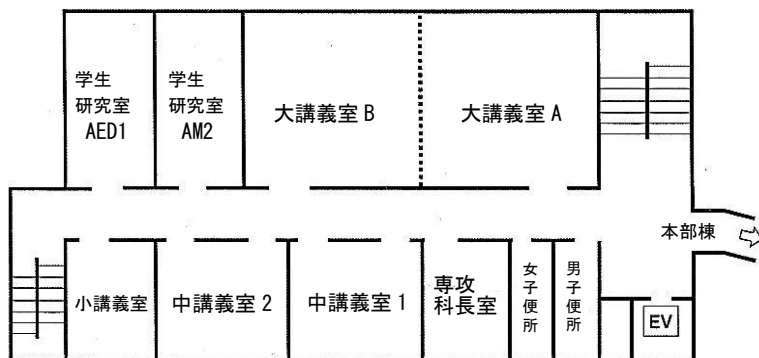 学生
研究室
AED1
学生
研究室
AM2
大講義室 B
大講義室 A
本部棟
小講義室
中講義室 2
中講義室 1
専攻
科長室
女子便所
男子便所
EV